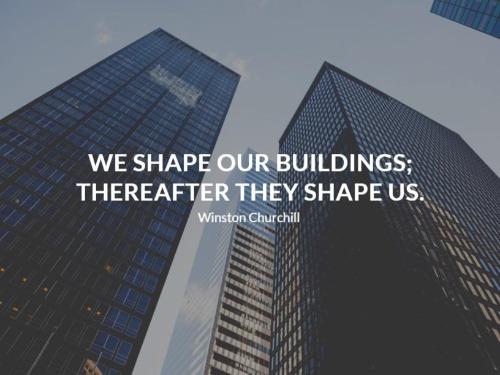 WE SHAPE OUR BUILDINGS;
THEREAFTER THEY SHAPE US.
Winston Churchill